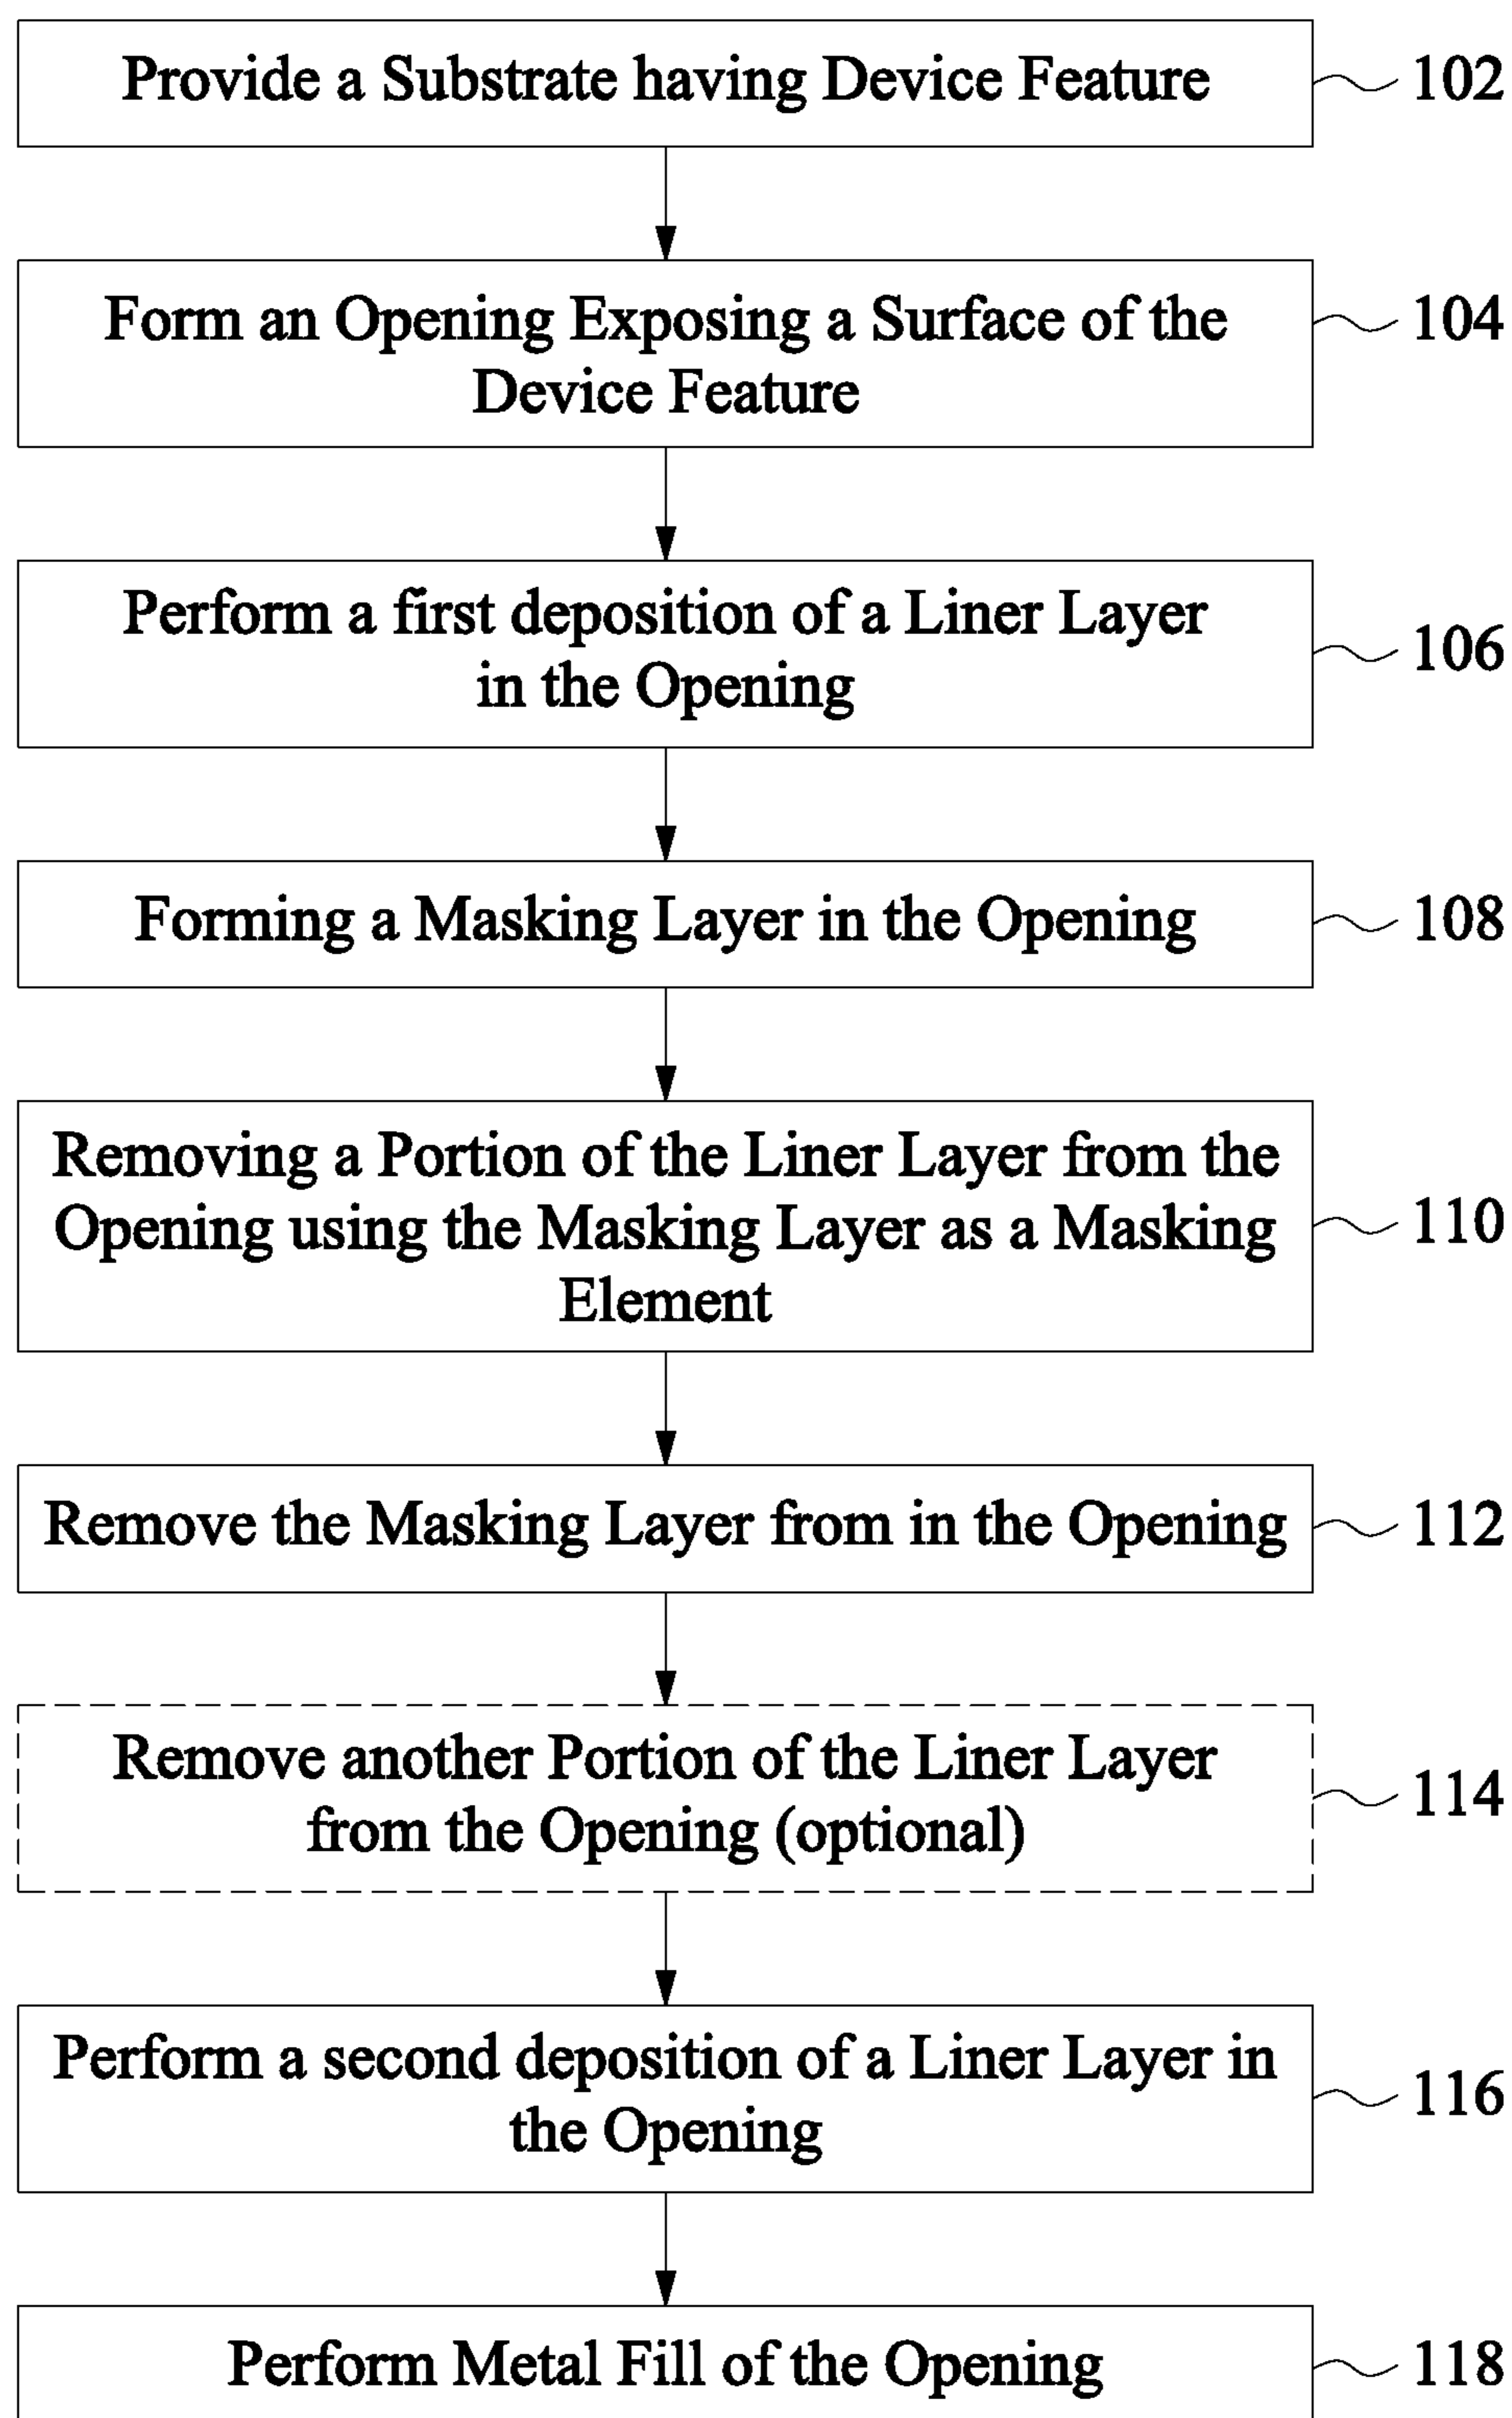 Provide a Substrate having Device Feature
102
Form an Opening Exposing a Surface of the
Device Feature
104
Perform a first deposition of a Liner Layer
in the Opening
106
Forming a Masking Layer in the Opening
108
Removing a Portion of the Liner Layer from the
Opening using the Masking Layer as a Masking
Element
110
Remove the Masking Layer from in the Opening
112
Remove another Portion of the Liner Layer
from the Opening (optional)
114
Perform a second deposition of a Liner Layer in
the Opening
116
Perform Metal Fill of the Opening
118